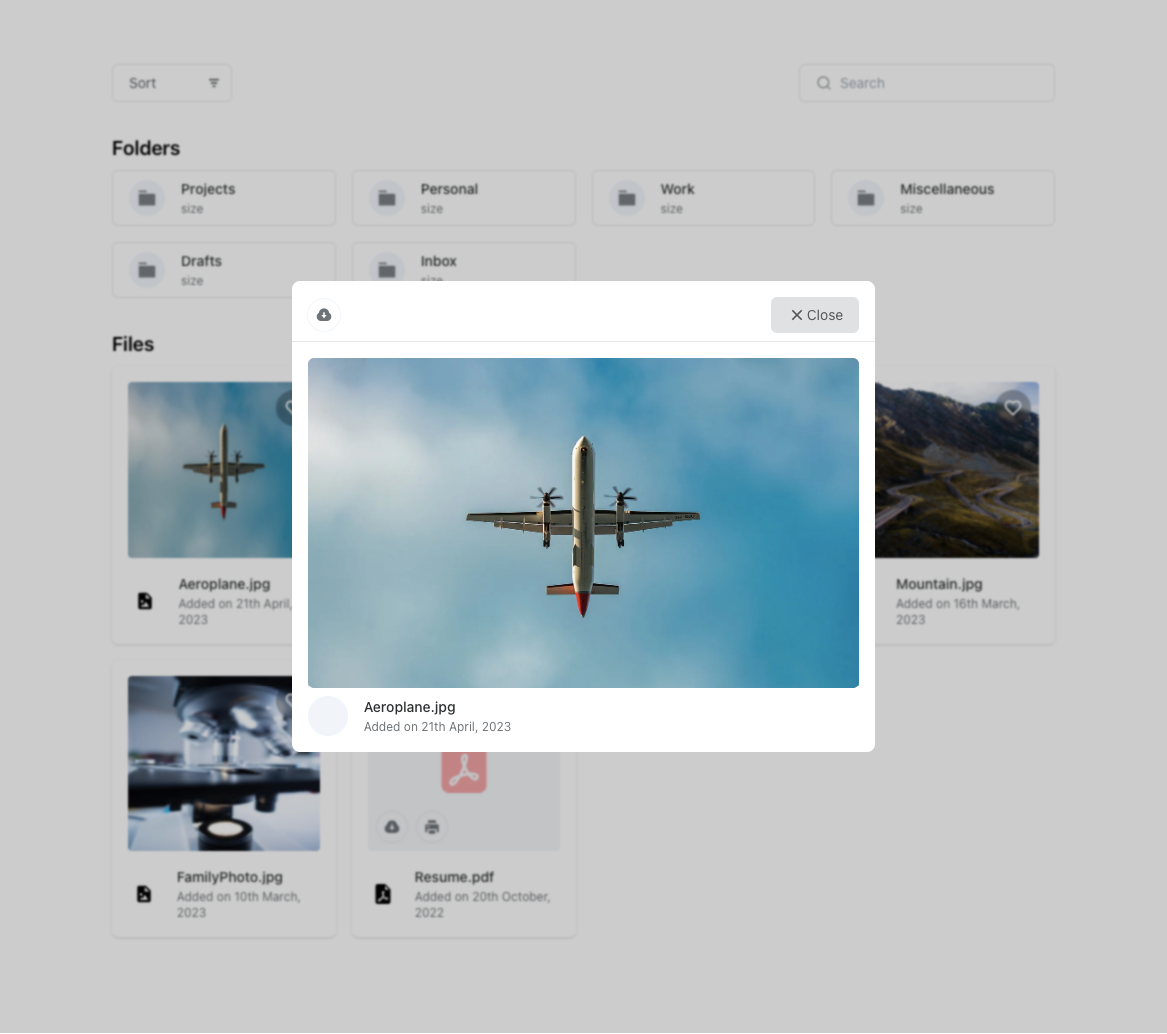 Sort
Search
Folders
Projects
size
Personal
size
Work
size
Miscellaneous
size
Drafts
size
Inbox
size
Close
Files
Aeroplane.jpg
Added on 21th April,
2023
Mountain.jpg
Added on 16th March,
2023
Aeroplane.jpg
Added on 21th April, 2023
FamilyPhoto.jpg
Added on 10th March,
2023
Resume.pdf
Added on 20th October,
2022